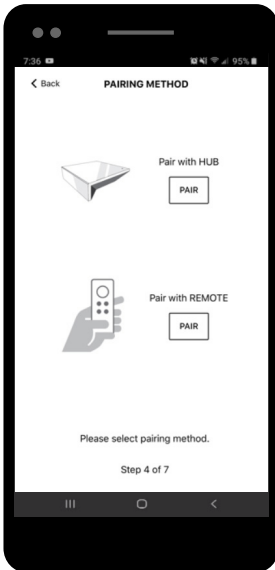 7:36 95%
Back PAIRING METHOD
Pair with HUB
PAIR
Pair with REMOTE
PAIR
Please select pairing method.
Step 4 of 7